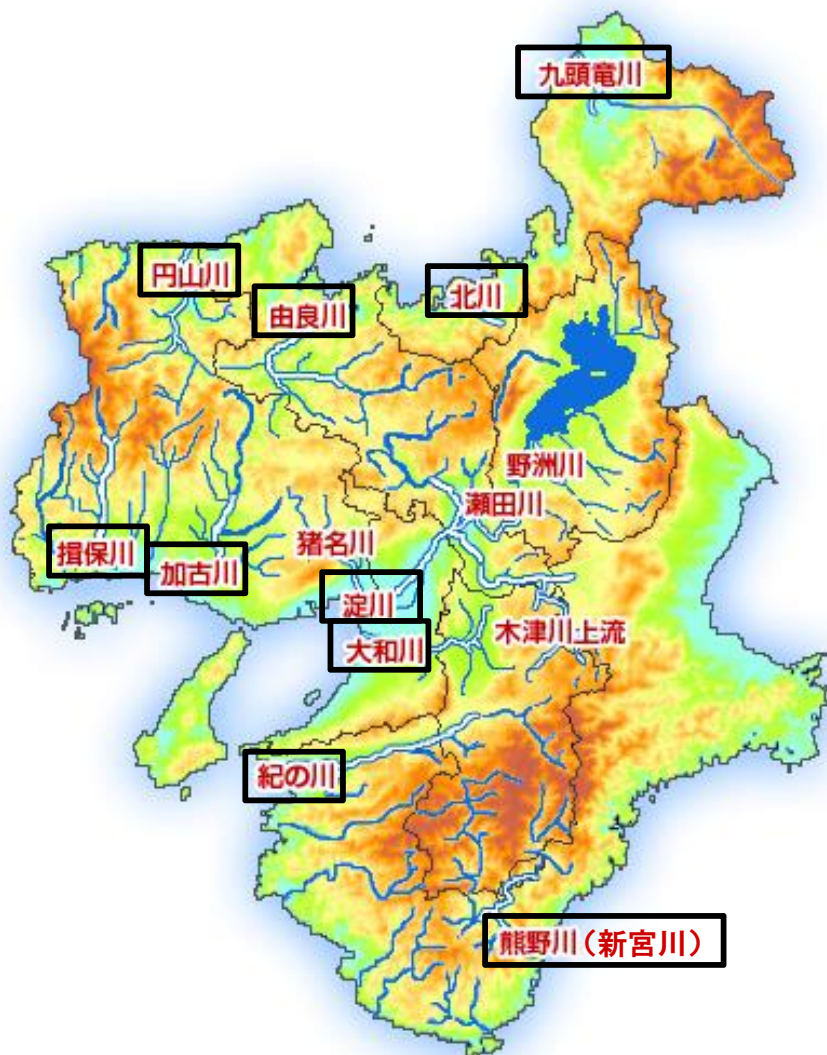 九頭竜川
円山川
北川
由良川
野洲川
瀬田川
猪名川
揖保川
加古川
淀川
木津川上流
大和川
紀の川
熊野川(新宮川)